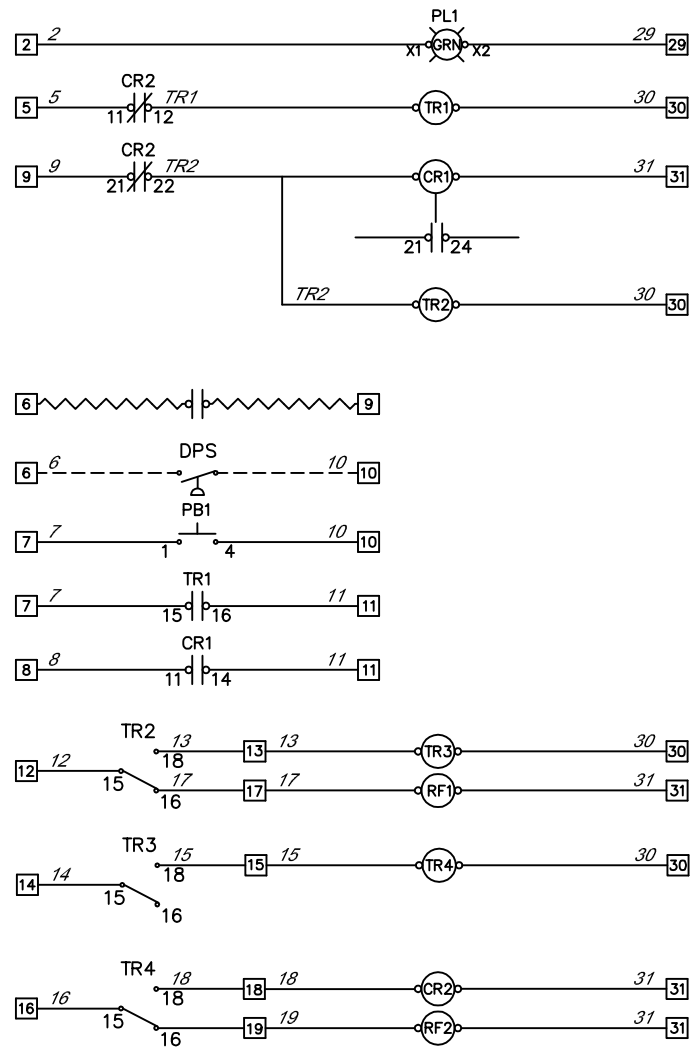 PL1
2 2 X1 GRN X2 29 29
CR2
5 5 11 12 TR1 TR1 30 30
CR2
9 9 21 22 TR2 CR1 31 31
21 24
TR2 TR2 30 30
6 9
DPS
6 6 10 10
PB1
7 7 1 4 10 10
TR1
7 7 15 16 11 11
CR1
8 8 11 14 11 11
TR2
13 13 13 TR3 30 30
18
12 12
15
17 17 17 RF1 31 31
16
TR3
15 15 15 TR4 30 30
18
14 14
15
16
TR4
18 18 18 CR2 31 31
18
16 16
15
19 19 RF2 31 31
16